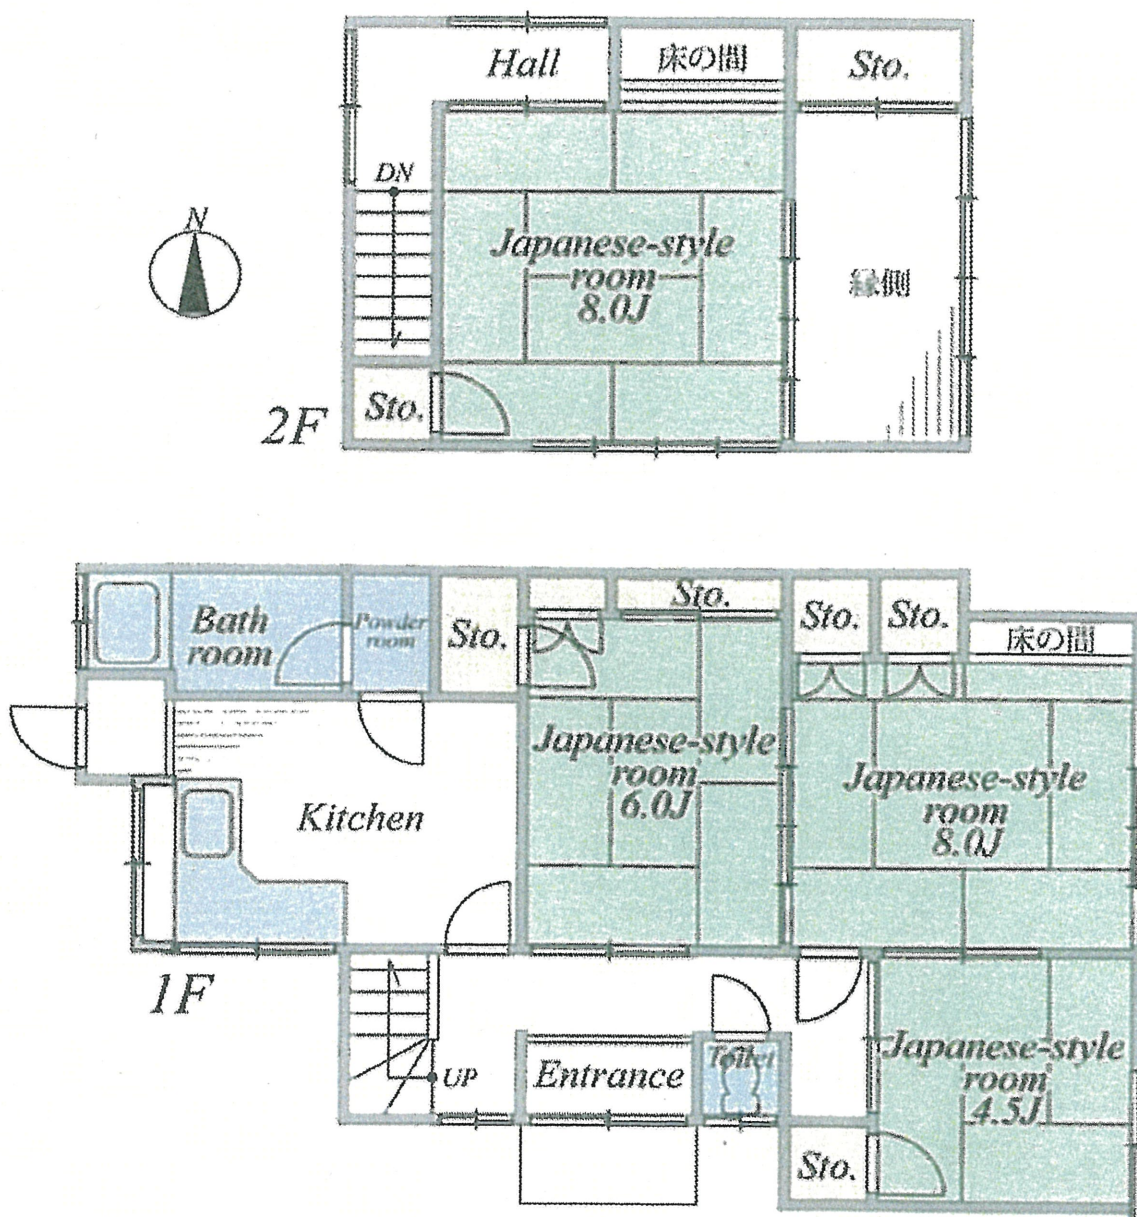 Hall
床の間
Sto.
DN
N
Japanese-style
room
8.0J
縁側
Sto.
2F
Bath
room
Powder
room
Sto.
Sto.
Sto.
Sto.
床の間
Japanese-style
room
6.0J
Japanese-style
room
8.0J
Kitchen
1F
UP
Entrance
Toilet
Japanese-style
room
4.5J
Sto.